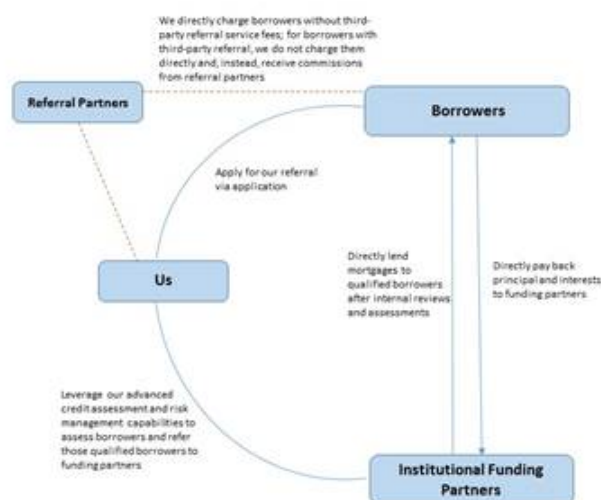 We directly charge borrowers without third-
party referral service fees; for borrowers with
third-party referral, we do not charge them
directly and, instead, receive commissions
from referral partners
Referral Partners
Borrowers
Apply for our referral
via application
Us
Directly lend
mortgages to
qualified borrowers
after internal reviews
and assessments
Directly pay back
principal and interests
to funding partners
Leverage our advanced
credit assessment and risk
management capabilities to
assess borrowers and refer
those qualified borrowers to
funding partners
Institutional Funding
Partners